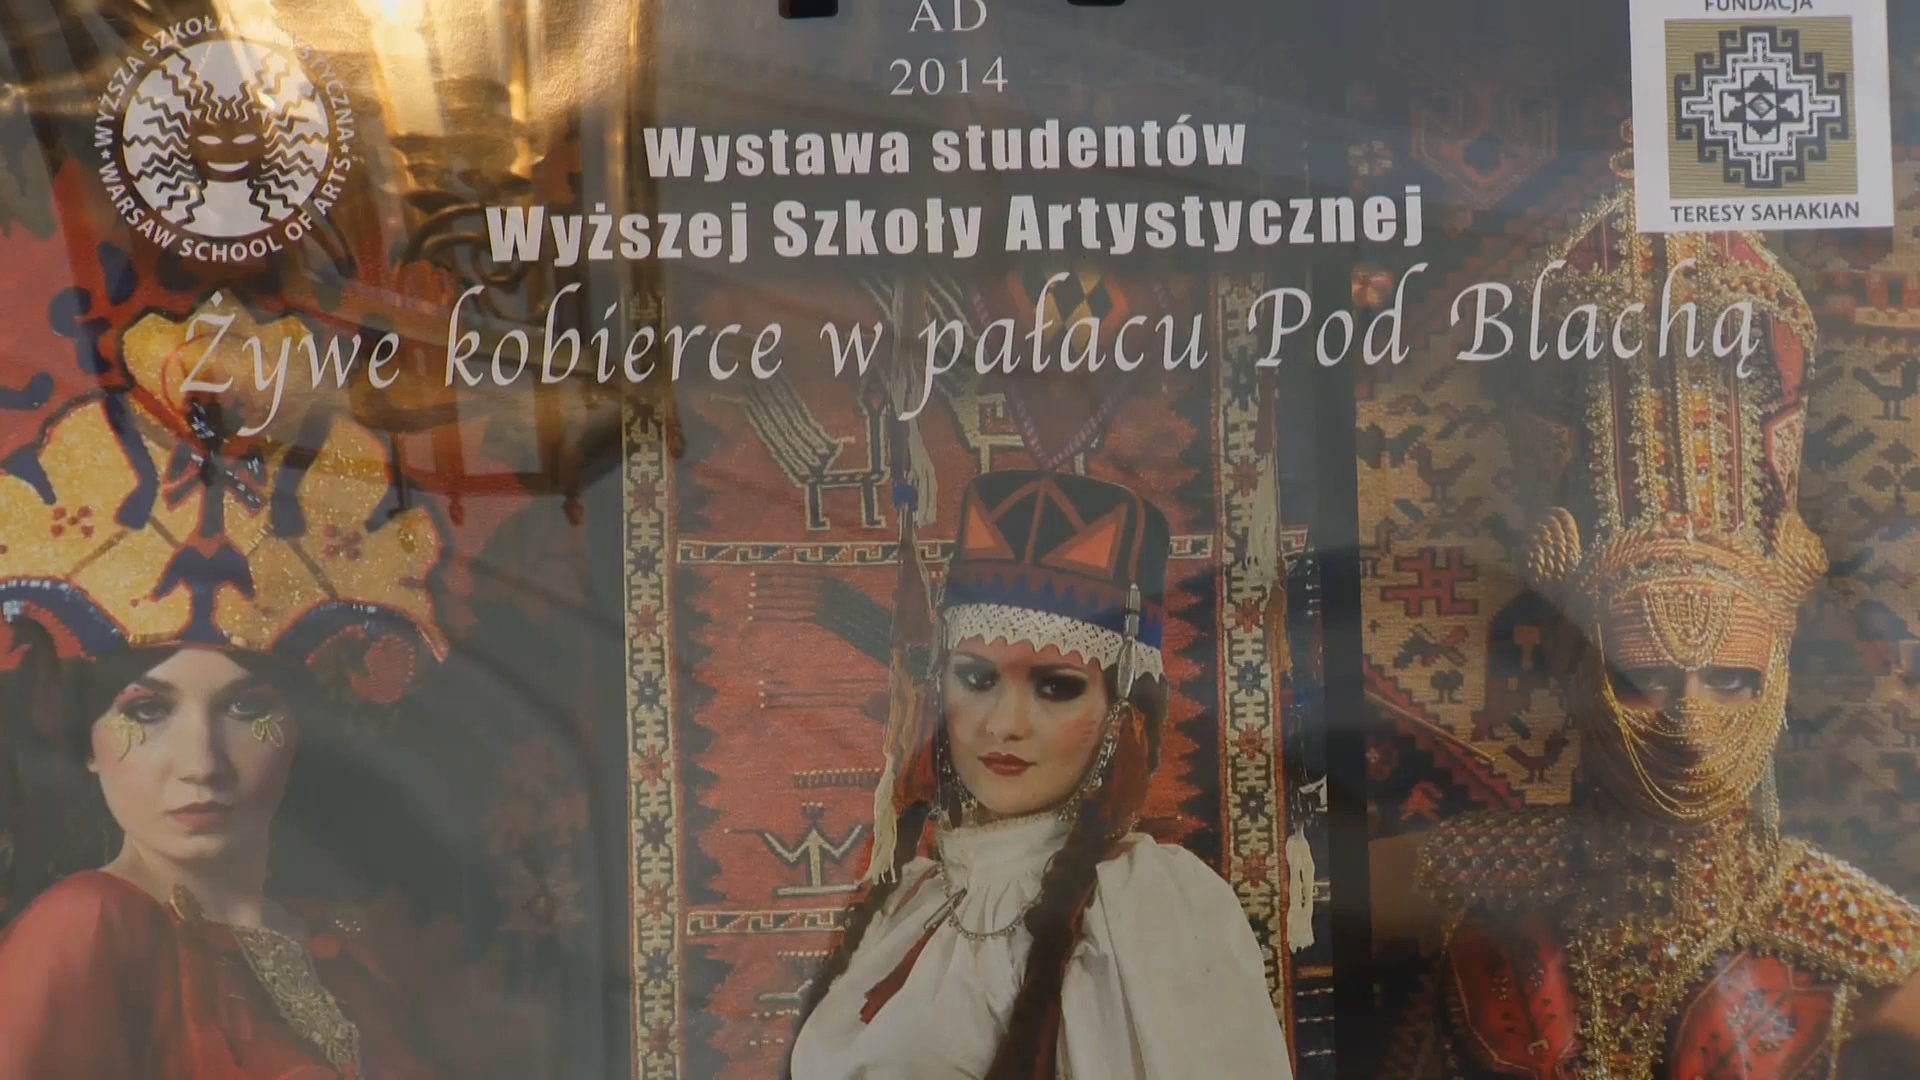 WYŻSZA SZKOŁA ARTYSTYCZNA
WARSAW SCHOOL OF ARTS
AD
2014
FUNDACJA
TERESY SAHAKIAN
Wystawa studentów
Wyższej Szkoły Artystycznej
Żywe kobierce w pałacu Pod Blachą